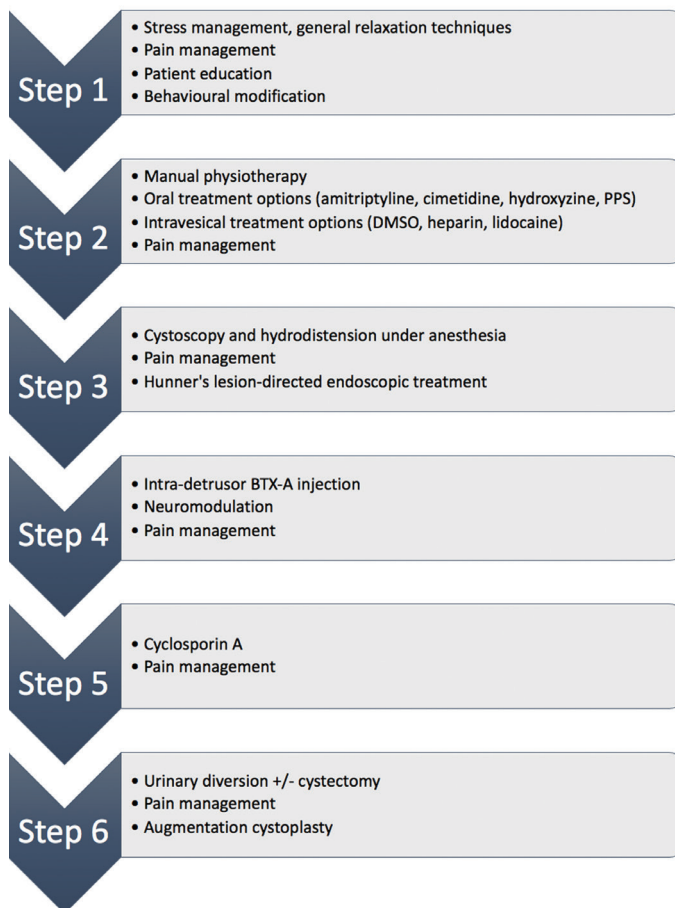 Step 1
• Stress management, general relaxation techniques
• Pain management
• Patient education
• Behavioural modification
Step 2
• Manual physiotherapy
• Oral treatment options (amitriptyline, cimetidine, hydroxyzine, PPS)
• Intravesical treatment options (DMSO, heparin, lidocaine)
• Pain management
Step 3
• Cystoscopy and hydrodistension under anesthesia
• Pain management
• Hunner's lesion-directed endoscopic treatment
Step 4
• Intra-detrusor BTX-A injection
• Neuromodulation
• Pain management
Step 5
• Cyclosporin A
• Pain management
Step 6
• Urinary diversion +/- cystectomy
• Pain management
• Augmentation cystoplasty